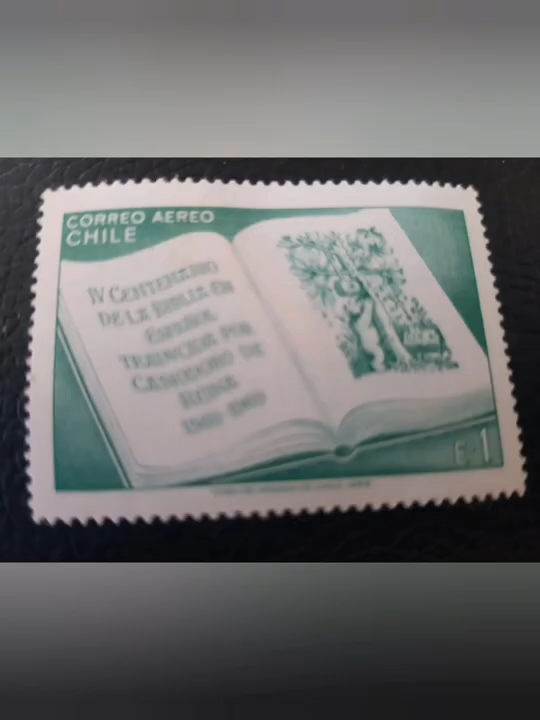 CORREO AEREO
CHILE
IV CENTENARIO
DE LA BIBLIA EN
ESPAÑOL
TRADUCIDA POR
CASIODORO DE
REINA
1569-1969
E° 1